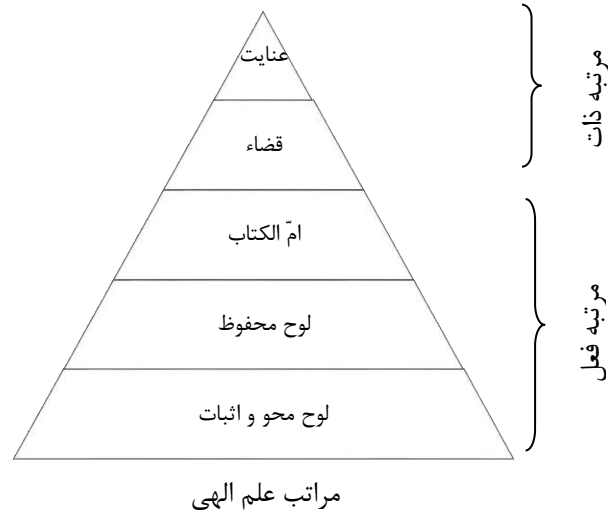 عنایت
قضاء
امّ الکتاب
لوح محفوظ
لوح محو و اثبات
مرتبه ذات
مرتبه فعل
مراتب علم الهی